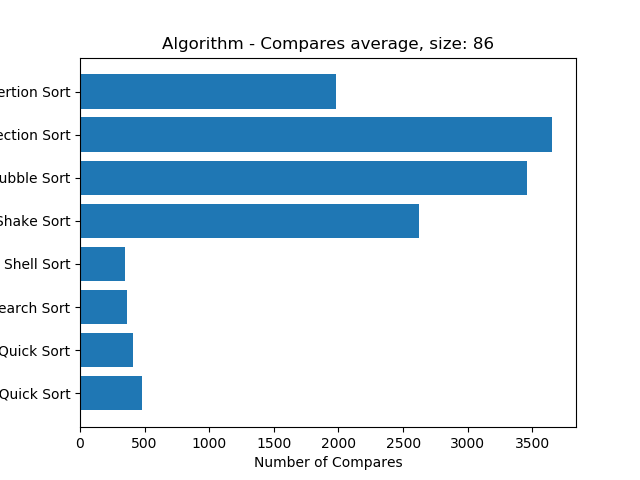 Algorithm - Compares average, size: 86
ertion Sort
ection Sort
ubble Sort
Shake Sort
Shell Sort
earch Sort
Quick Sort
Quick Sort
0 500 1000 1500 2000 2500 3000 3500
Number of Compares